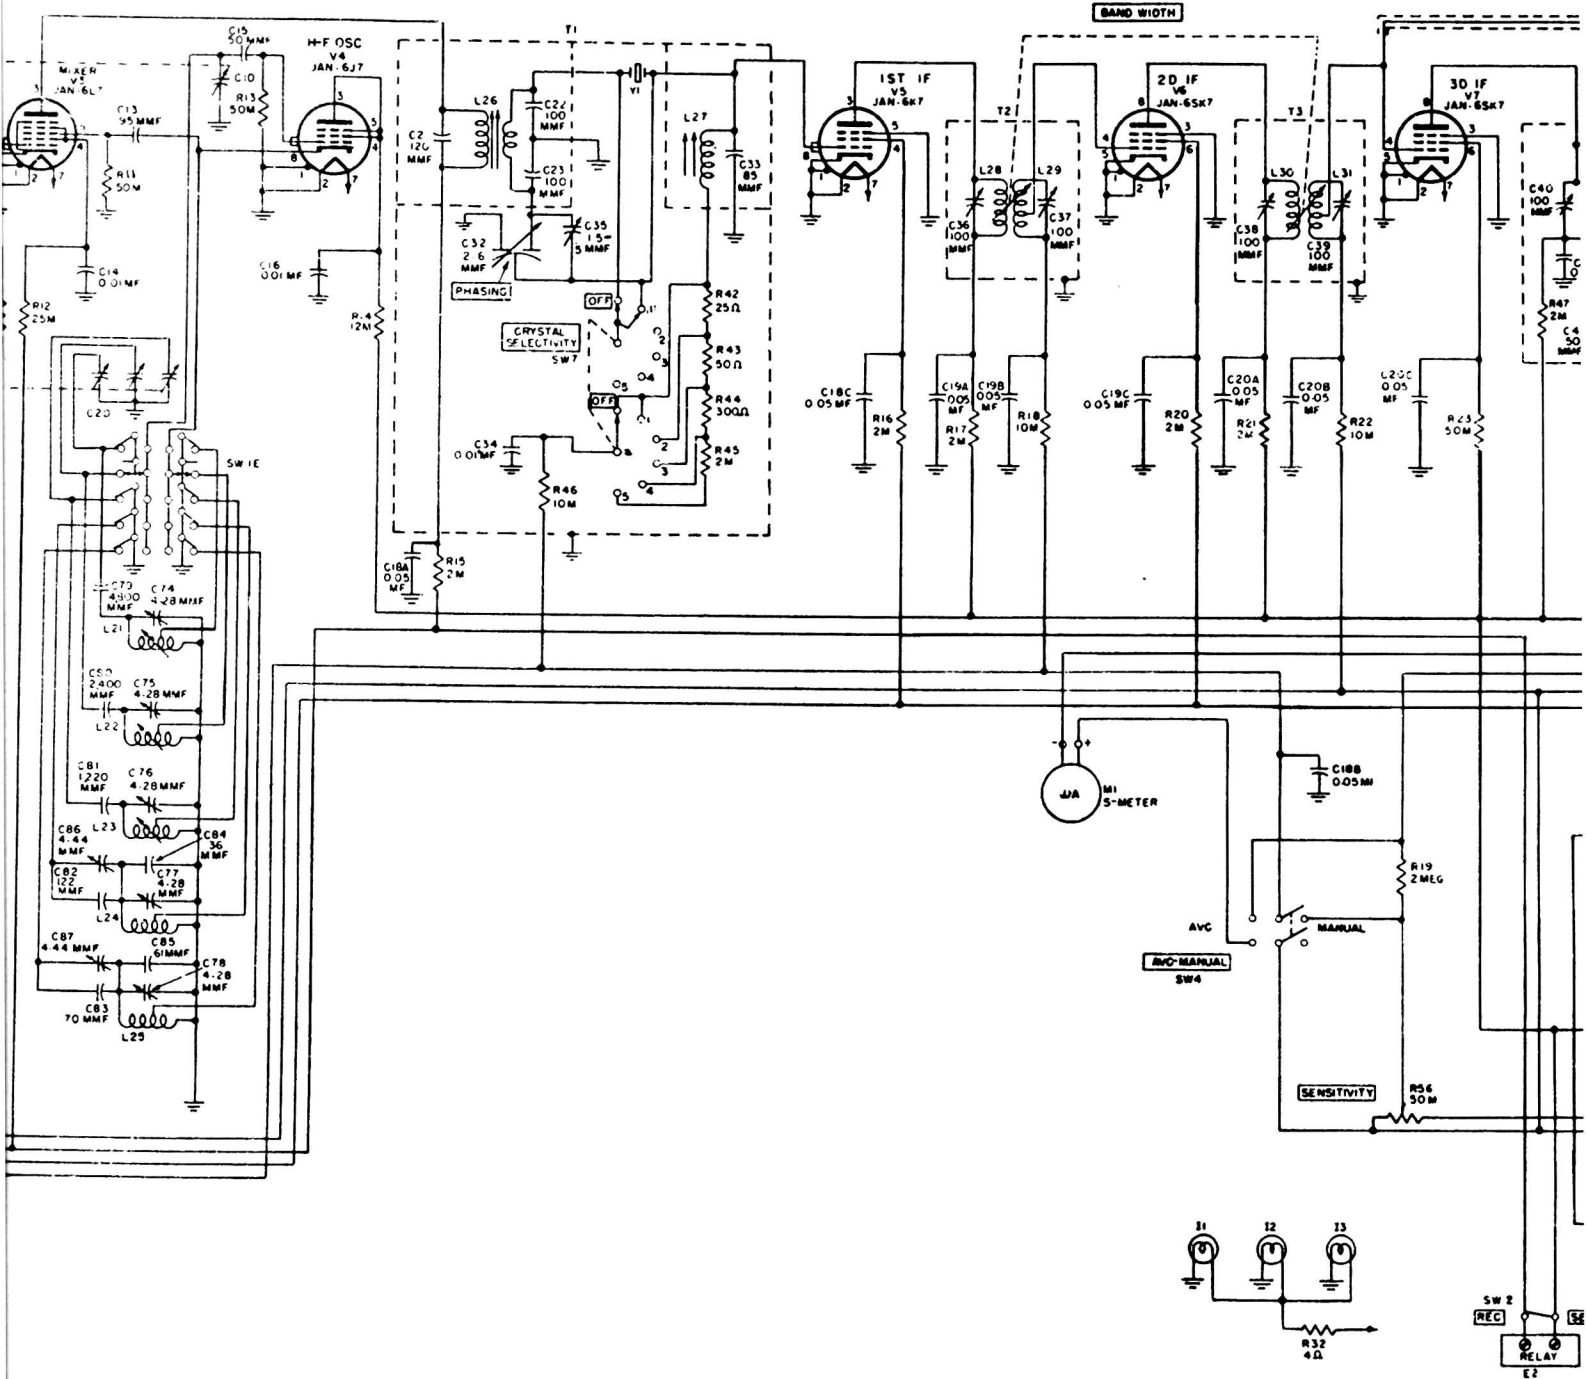 BAND WIDTH
MIXER
V3
JAN-6L7
C13
95 MMF
R11
50M
C14
0.01MF
R12
25M
C15
50MMF
C10
R13
50M
H-F OSC
V4
JAN-6J7
C16
0.01MF
R14
12M
T1
C2
120
MMF
L26
C22
100
MMF
C23
100
MMF
Y1
L27
C33
85
MMF
C32
2.6
MMF
PHASING
C35
1.5-
5 MMF
OFF
CRYSTAL
SELECTIVITY
SW7
OFF
R42
25Ω
R43
50Ω
R44
300Ω
R45
2M
C34
0.01MF
R46
10M
C18A
0.05
MF
R15
2M
1ST IF
V5
JAN-6K7
T2
L28
L29
C36
100
MMF
C37
100
MMF
2D IF
V6
JAN-6SK7
T3
L30
L31
C38
100
MMF
C39
100
MMF
3D IF
V7
JAN-6SK7
C40
100
MMF
R47
2M
C18C
0.05MF
R16
2M
C19A
0.05
MF
R17
2M
C19B
0.05
MF
R18
10M
C19C
0.05 MF
R20
2M
C20A
0.05
MF
R21
2M
C20B
0.05
MF
R22
10M
C20C
0.05
MF
R23
50M
C20
SW1E
C79
4,800
MMF
C74
4-28 MMF
L21
C80
2,400
MMF
C75
4-28MMF
L22
C81
1,220
MMF
C76
4-28MMF
L23
C86
4-44
MMF
C84
36
MMF
C82
122
MMF
C77
4-28
MMF
L24
C87
4-44 MMF
C85
61MMF
C78
4-28
MMF
C83
70 MMF
L25
- +
M1
S-METER
C18B
0.05
R19
2MEG
AVC
MANUAL
AVC-MANUAL
SW4
SENSITIVITY
R56
50M
I1
I2
I3
R32
4Ω
SW 2
REC
RELAY
E2